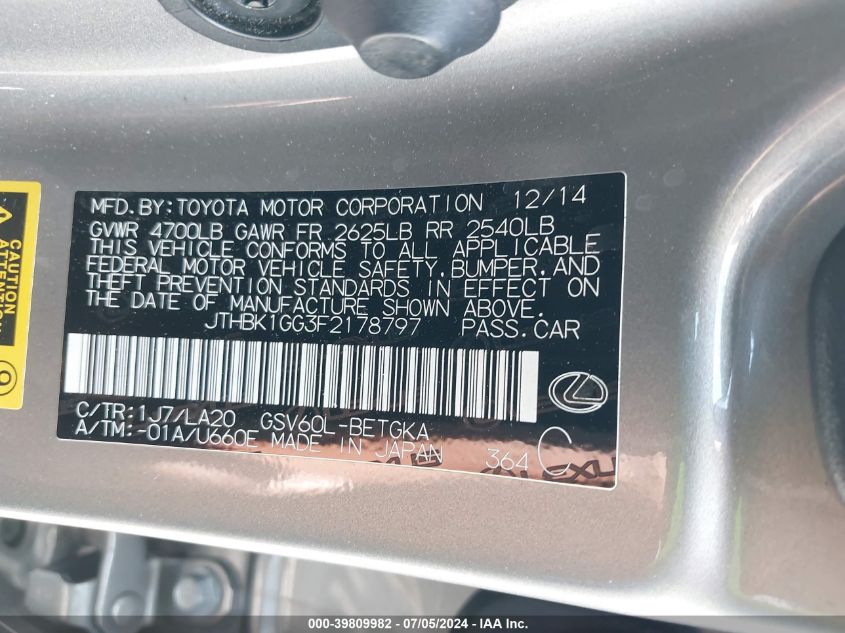 MFD. BY: TOYOTA MOTOR CORPORATION 12/14
GVWR 4700LB GAWR FR 2625LB RR 2540LB
THIS VEHICLE CONFORMS TO ALL APPLICABLE
FEDERAL MOTOR VEHICLE SAFETY, BUMPER, AND
THEFT PREVENTION STANDARDS IN EFFECT ON
THE DATE OF MANUFACTURE SHOWN ABOVE.
JTHBK1GG3F2178797 PASS.CAR
C/TR: 1J7/LA20 GSV60L-BETGKA
A/TM: -01A/U660E MADE IN JAPAN 364 C
CAUTION
ATTENTION
000-39809982 - 07/05/2024 - IAA Inc.